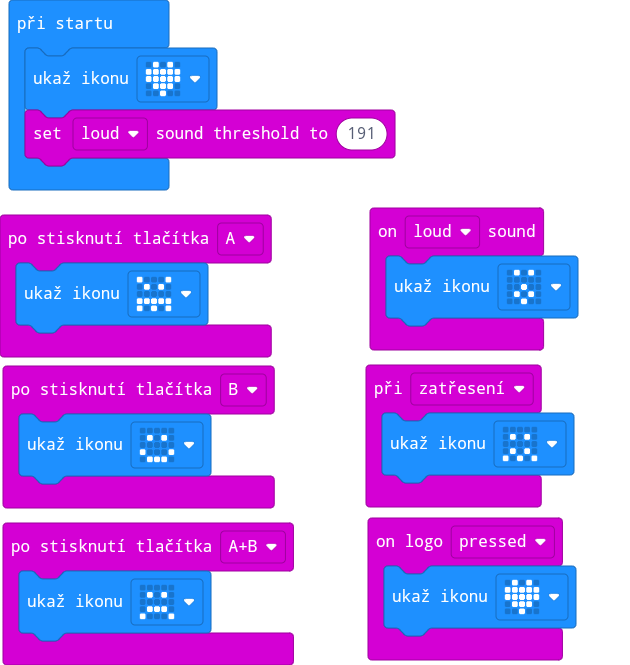 při startu
ukaž ikonu
set loud sound threshold to 191
po stisknutí tlačítka A
ukaž ikonu
on loud sound
ukaž ikonu
po stisknutí tlačítka B
ukaž ikonu
při zatřesení
ukaž ikonu
po stisknutí tlačítka A+B
ukaž ikonu
on logo pressed
ukaž ikonu